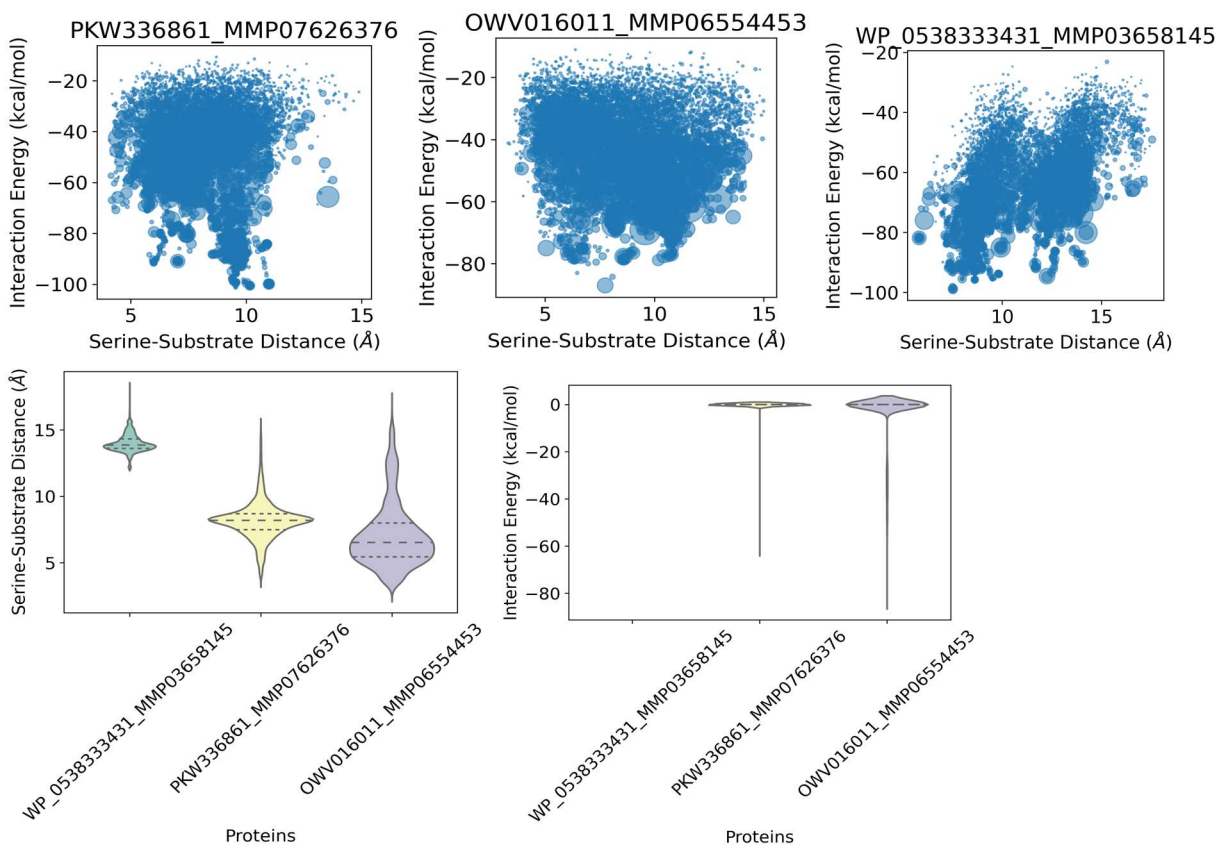 PKW336861_MMP07626376
Interaction Energy (kcal/mol)
−20
−40
−60
−80
−100
5
10
15
Serine-Substrate Distance (Å)
OWV016011_MMP06554453
Interaction Energy (kcal/mol)
−20
−40
−60
−80
5
10
15
Serine-Substrate Distance (Å)
WP_0538333431_MMP03658145
Interaction Energy (kcal/mol)
−20
−40
−60
−80
−100
10
15
Serine-Substrate Distance (Å)
Serine-Substrate Distance (Å)
15
10
5
WP_0538333431_MMP03658145
PKW336861_MMP07626376
OWV016011_MMP06554453
Proteins
Interaction Energy (kcal/mol)
0
−20
−40
−60
−80
WP_0538333431_MMP03658145
PKW336861_MMP07626376
OWV016011_MMP06554453
Proteins